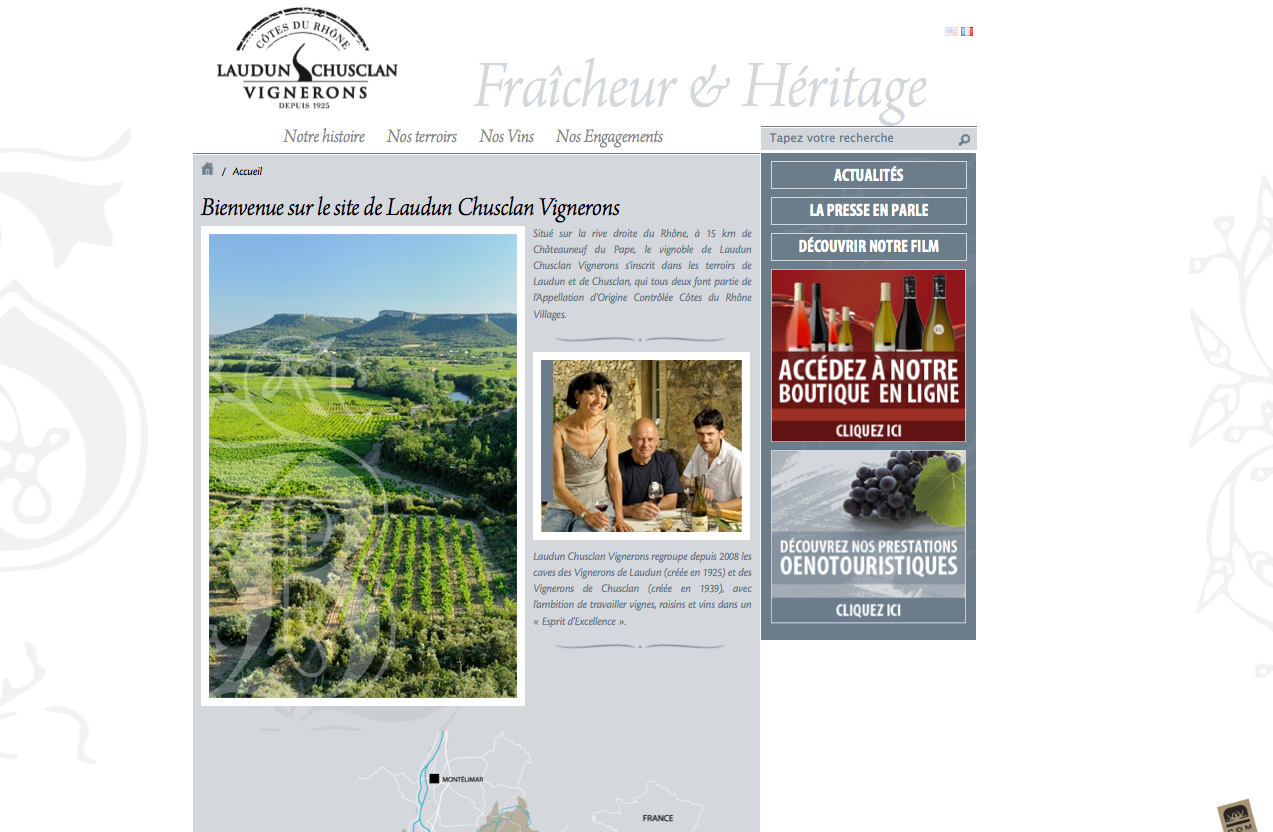 CÔTES DU RHÔNE
LAUDUN CHUSCLAN
VIGNERONS
DEPUIS 1925
Fraîcheur & Héritage
Notre histoire Nos terroirs Nos Vins Nos Engagements
Tapez votre recherche
/ Accueil
Bienvenue sur le site de Laudun Chusclan Vignerons
Situé sur la rive droite du Rhône, à 15 km de
Châteauneuf du Pape, le vignoble de Laudun
Chusclan Vignerons s'inscrit dans les terroirs de
Laudun et de Chusclan, qui tous deux font partie de
l'Appellation d'Origine Contrôlée Côtes du Rhône
Villages.
Laudun Chusclan Vignerons regroupe depuis 2008 les
caves des Vignerons de Laudun (créée en 1925) et des
Vignerons de Chusclan (créée en 1939), avec
l'ambition de travailler vignes, raisins et vins dans un
« Esprit d'Excellence ».
ACTUALITÉS
LA PRESSE EN PARLE
DÉCOUVRIR NOTRE FILM
ACCÉDEZ À NOTRE
BOUTIQUE EN LIGNE
CLIQUEZ ICI
DÉCOUVREZ NOS PRESTATIONS
OENOTOURISTIQUES
CLIQUEZ ICI
MONTÉLIMAR
FRANCE